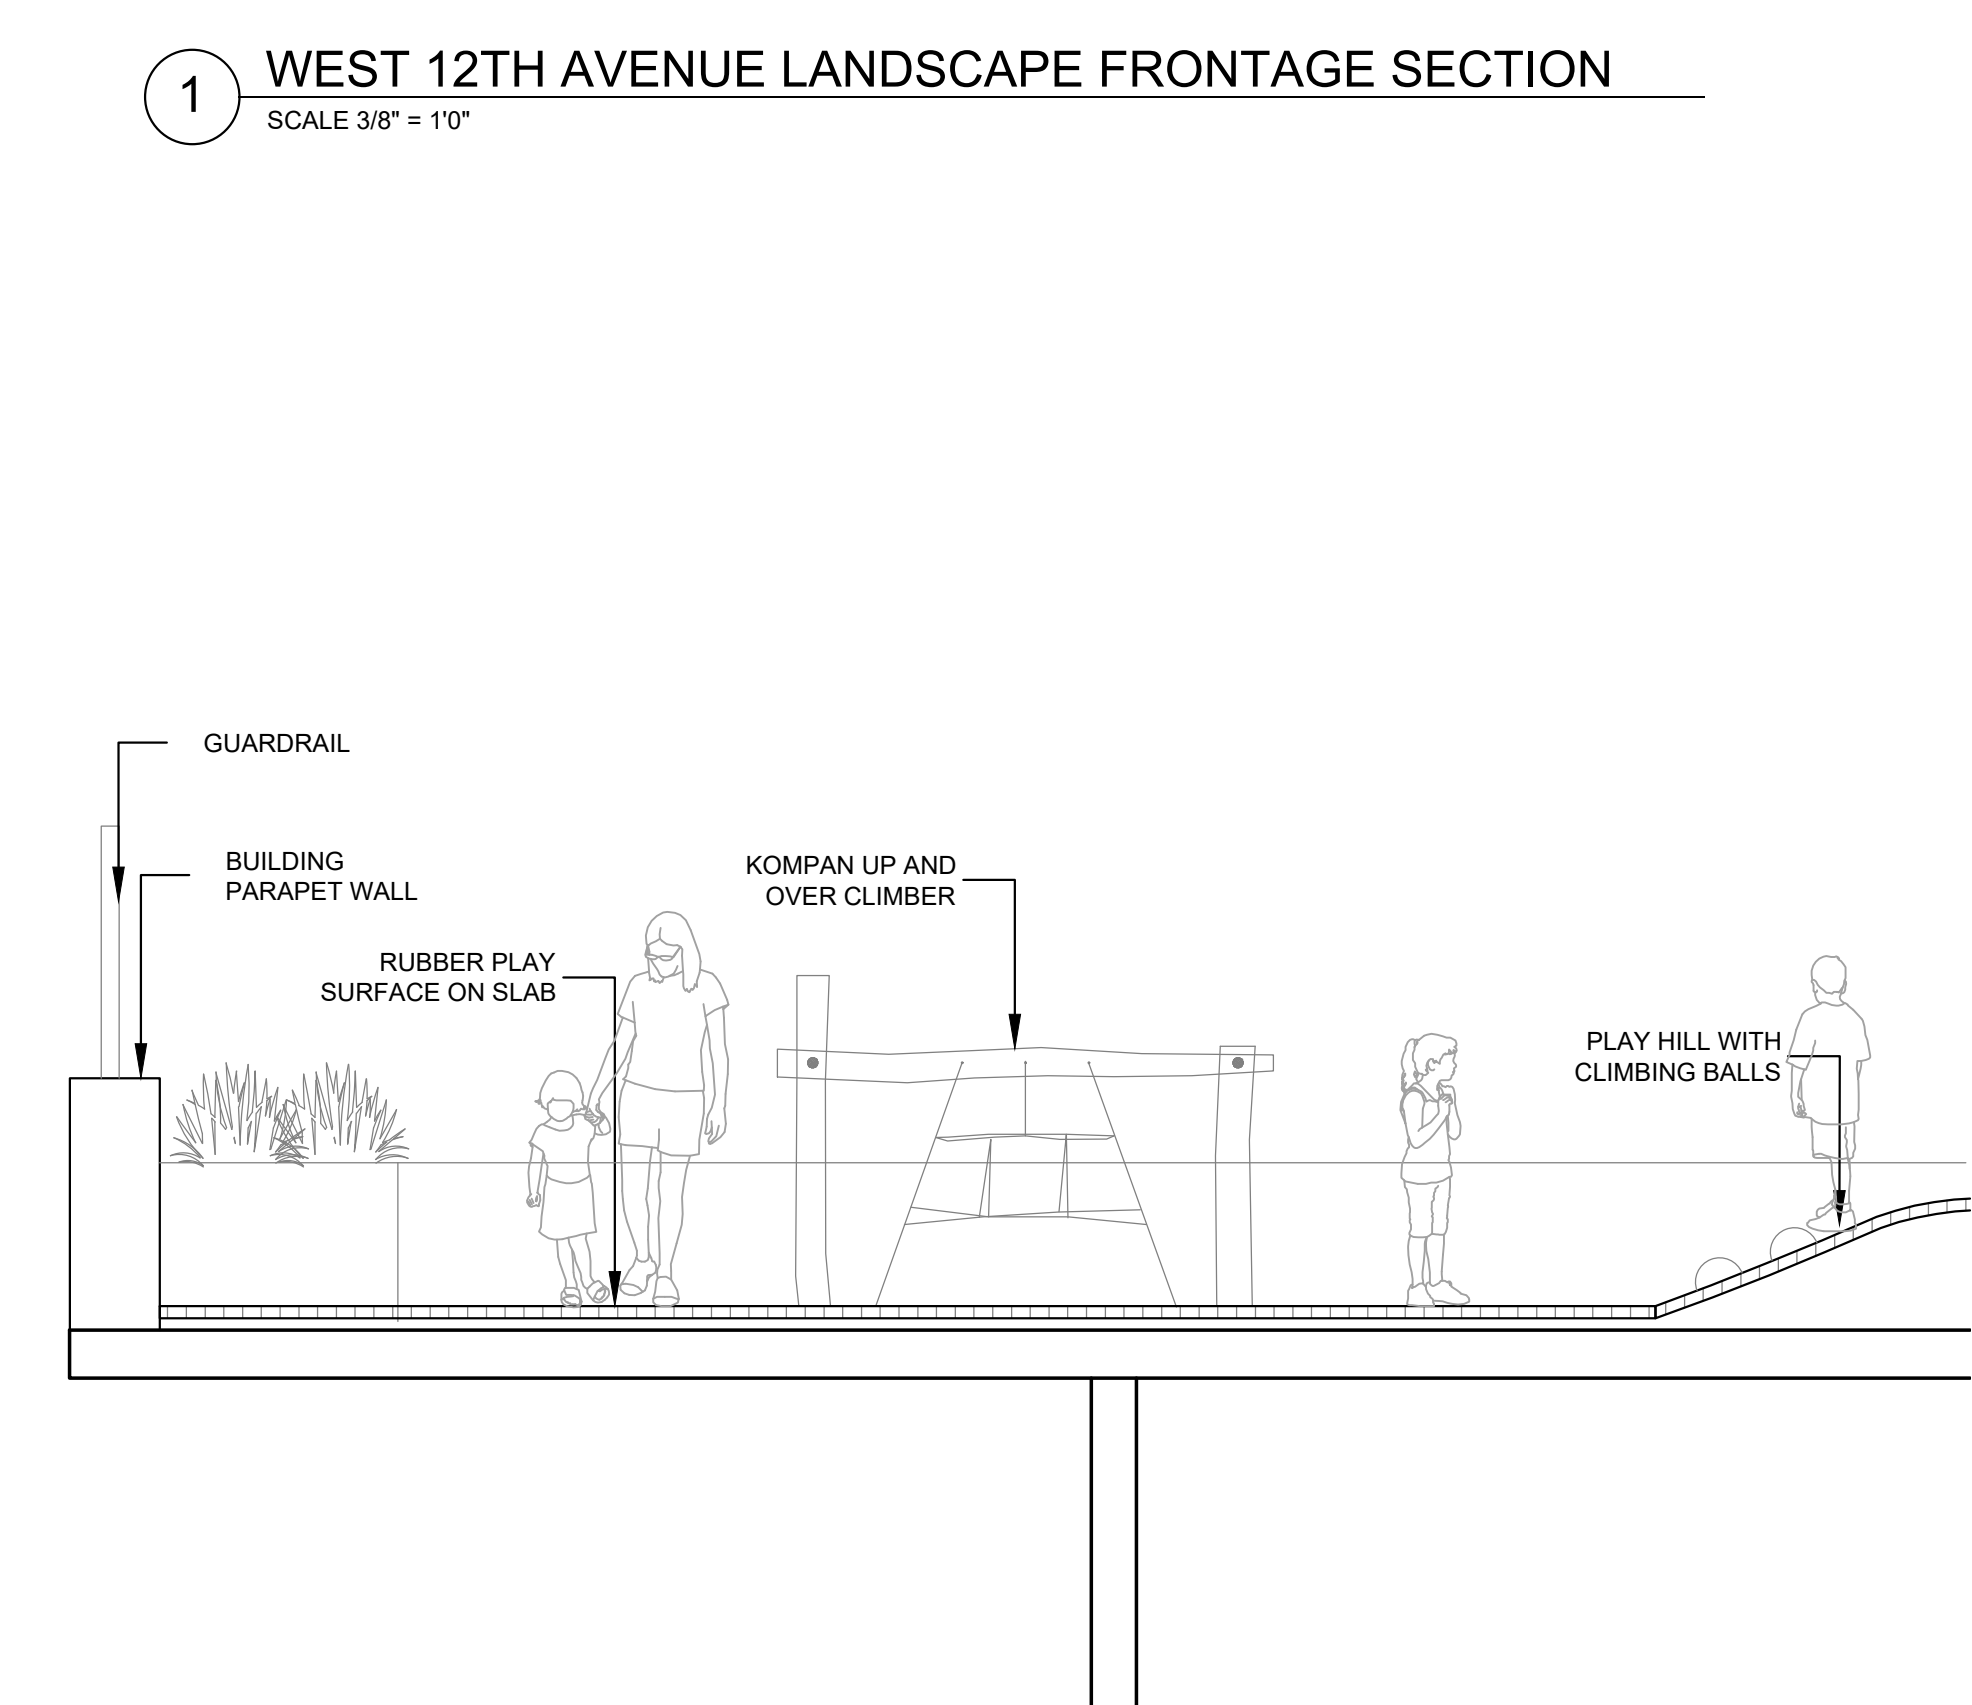 1
WEST 12TH AVENUE LANDSCAPE FRONTAGE SECTION
SCALE 3/8" = 1'0"
GUARDRAIL
BUILDING
PARAPET WALL
KOMPAN UP AND
OVER CLIMBER
RUBBER PLAY
SURFACE ON SLAB
PLAY HILL WITH
CLIMBING BALLS